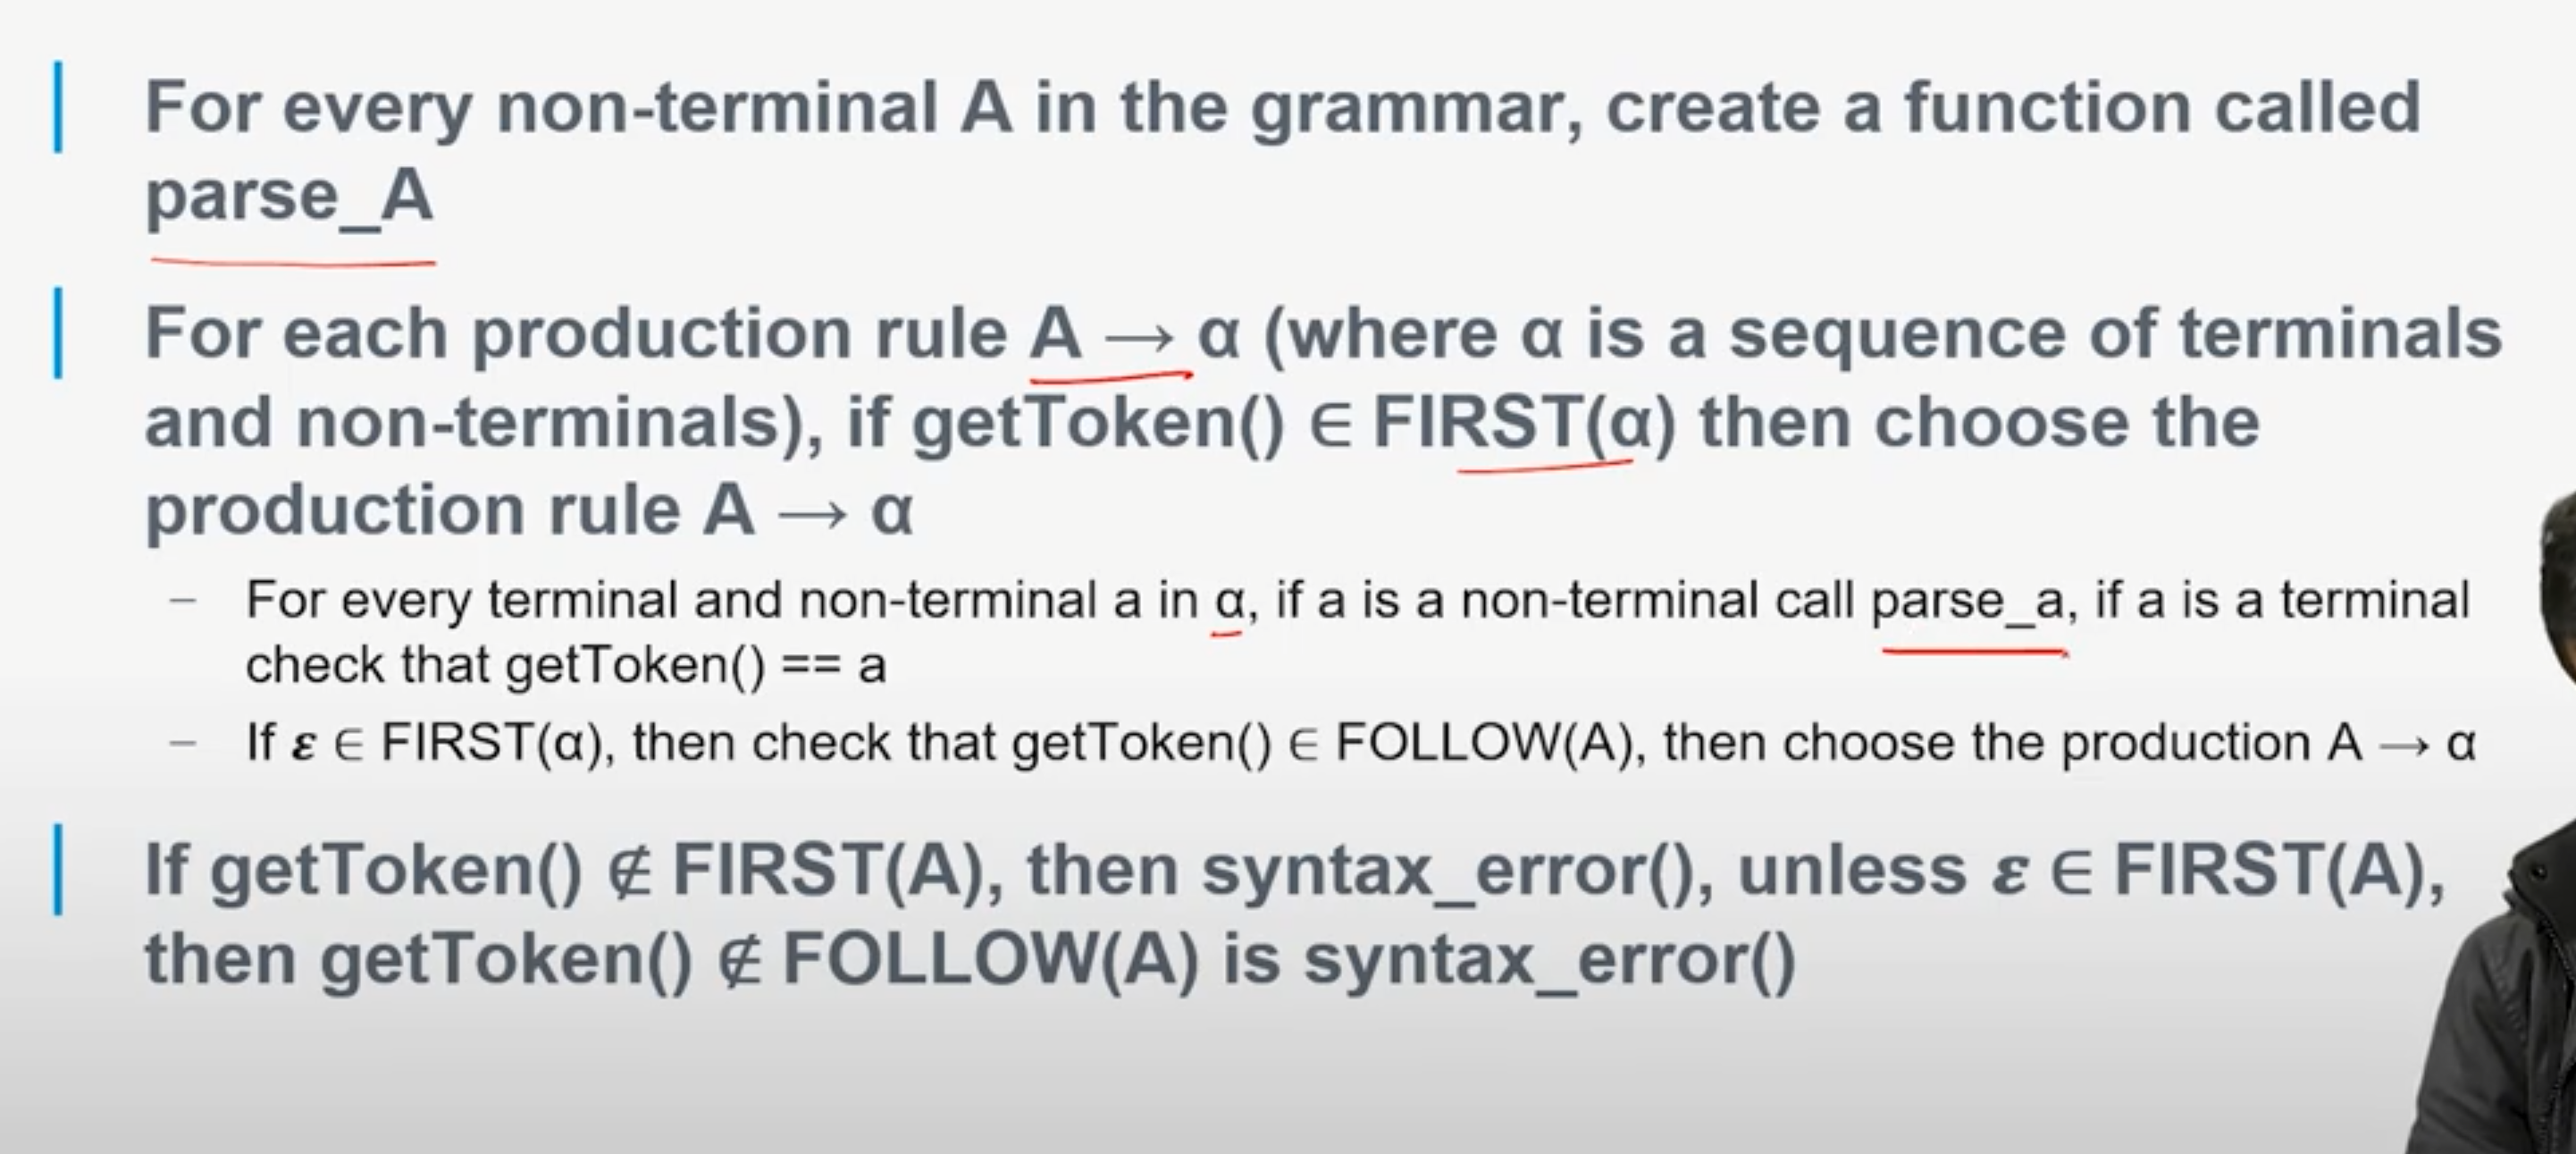 For every non-terminal A in the grammar, create a function called
parse_A
For each production rule A → α (where α is a sequence of terminals
and non-terminals), if getToken() ∈ FIRST(α) then choose the
production rule A → α
– For every terminal and non-terminal a in α, if a is a non-terminal call parse_a, if a is a terminal
check that getToken() == a
– If ε ∈ FIRST(α), then check that getToken() ∈ FOLLOW(A), then choose the production A → α
If getToken() ∉ FIRST(A), then syntax_error(), unless ε ∈ FIRST(A),
then getToken() ∉ FOLLOW(A) is syntax_error()